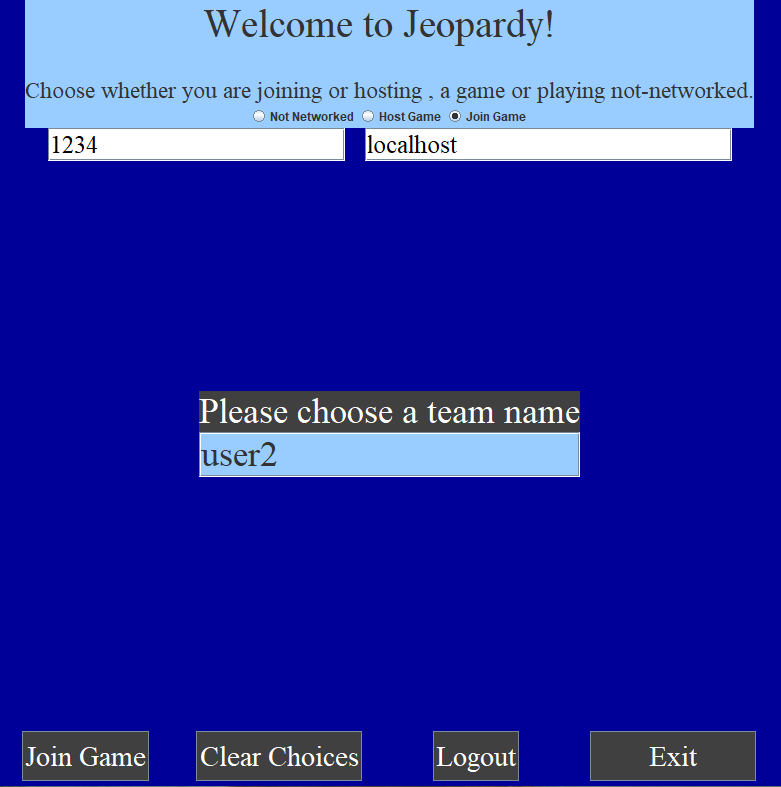 Welcome to Jeopardy!
Choose whether you are joining or hosting , a game or playing not-networked.
Not Networked Host Game Join Game
1234 localhost
Please choose a team name
user2
Join Game Clear Choices Logout Exit